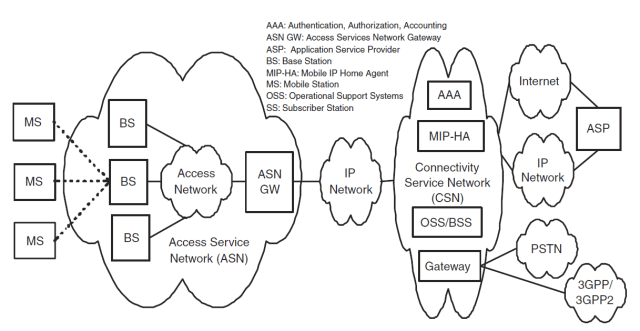 AAA: Authentication, Authorization, Accounting
ASN GW: Access Services Network Gateway
ASP: Application Service Provider
BS: Base Station
MIP-HA: Mobile IP Home Agent
MS: Mobile Station
OSS: Operational Support Systems
SS: Subscriber Station
MS
MS
MS
BS
BS
BS
Access
Network
ASN
GW
Access Service
Network (ASN)
IP
Network
AAA
MIP-HA
Connectivity
Service Network
(CSN)
OSS/BSS
Gateway
Internet
IP
Network
ASP
PSTN
3GPP/
3GPP2